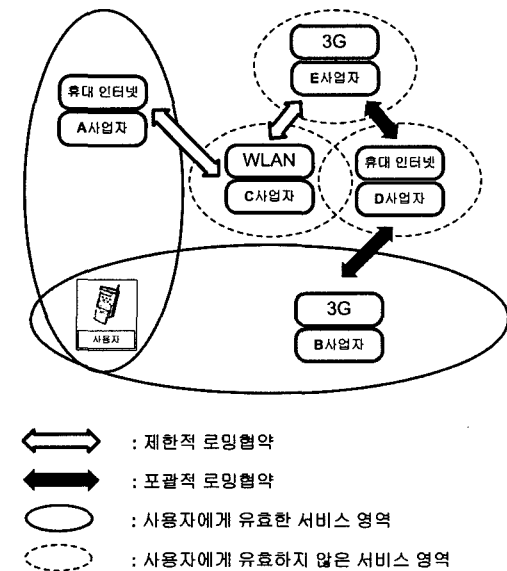 3G
E사업자
휴대 인터넷
A사업자
WLAN
C사업자
휴대 인터넷
D사업자
사용자
3G
B사업자
: 제한적 로밍협약
: 포괄적 로밍협약
: 사용자에게 유효한 서비스 영역
: 사용자에게 유효하지 않은 서비스 영역